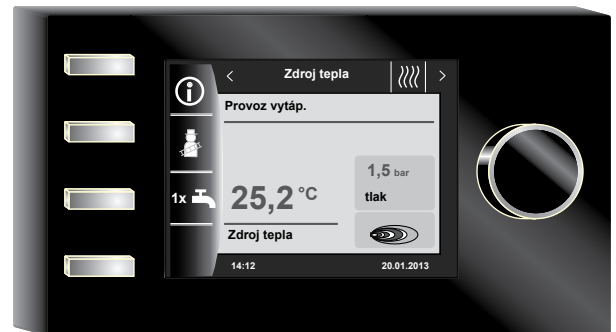 < Zdroj tepla >
Provoz vytáp.
1x
25,2 °C
1,5 bar
tlak
Zdroj tepla
14:12 20.01.2013